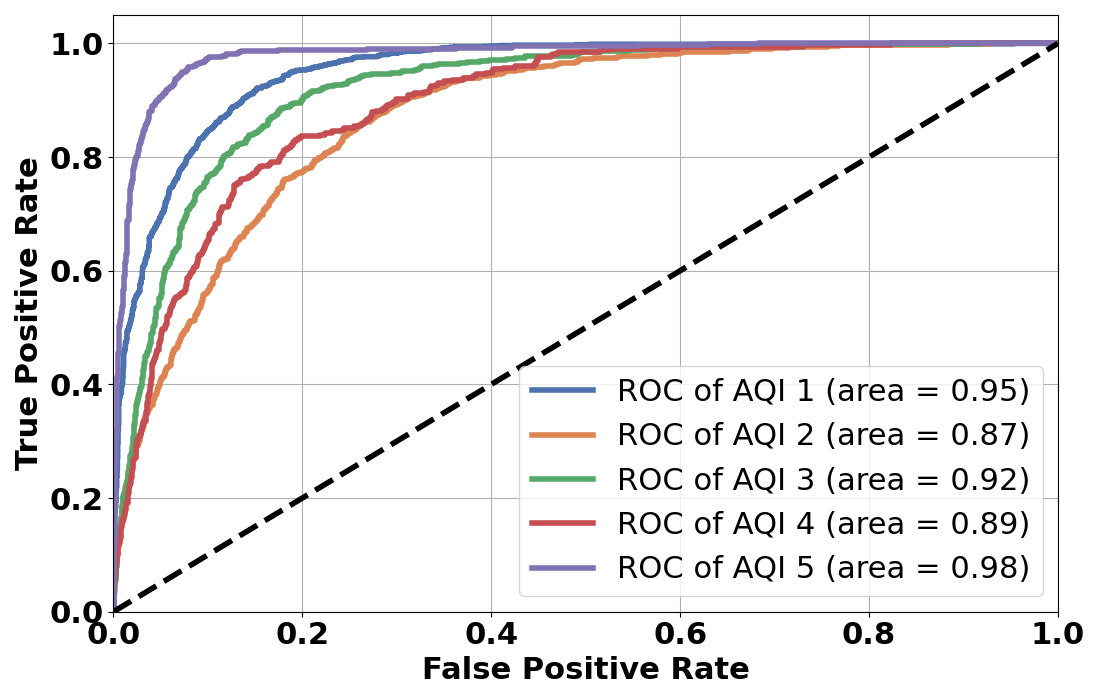 1.0
0.8
0.6
0.4
0.2
0.0
True Positive Rate
ROC of AQI 1 (area = 0.95)
ROC of AQI 2 (area = 0.87)
ROC of AQI 3 (area = 0.92)
ROC of AQI 4 (area = 0.89)
ROC of AQI 5 (area = 0.98)
0.0 0.2 0.4 0.6 0.8 1.0
False Positive Rate